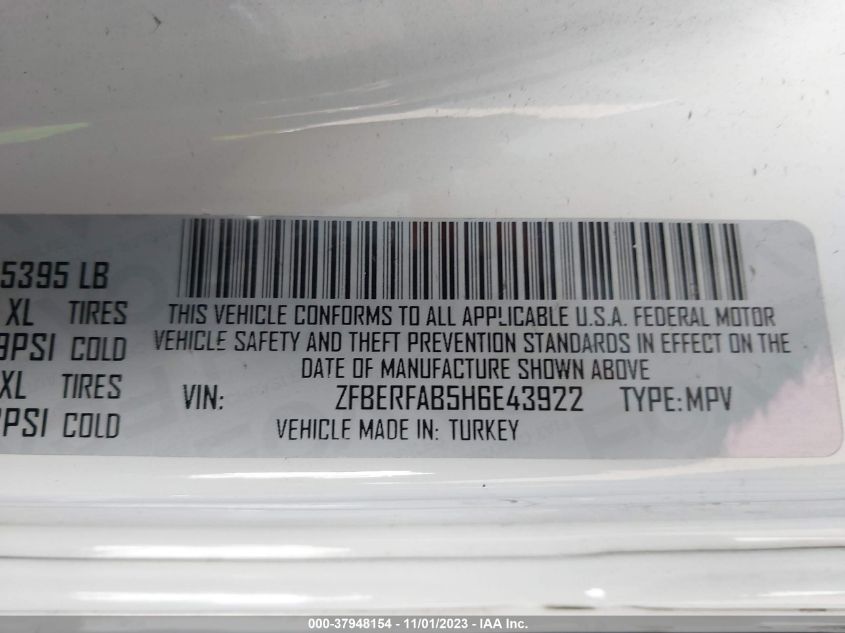 5395 LB
XL TIRES
PSI COLD
XL TIRES
PSI COLD
THIS VEHICLE CONFORMS TO ALL APPLICABLE U.S.A. FEDERAL MOTOR
VEHICLE SAFETY AND THEFT PREVENTION STANDARDS IN EFFECT ON THE
DATE OF MANUFACTURE SHOWN ABOVE
VIN: ZFBERFAB5H6E43922 TYPE:MPV
VEHICLE MADE IN: TURKEY
000-37948154 - 11/01/2023 - IAA Inc.